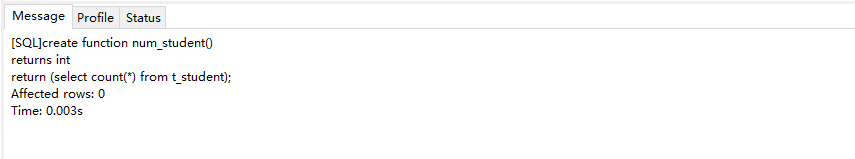 Message Profile Status
[SQL]create function num_student()
returns int
return (select count(*) from t_student);
Affected rows: 0
Time: 0.003s